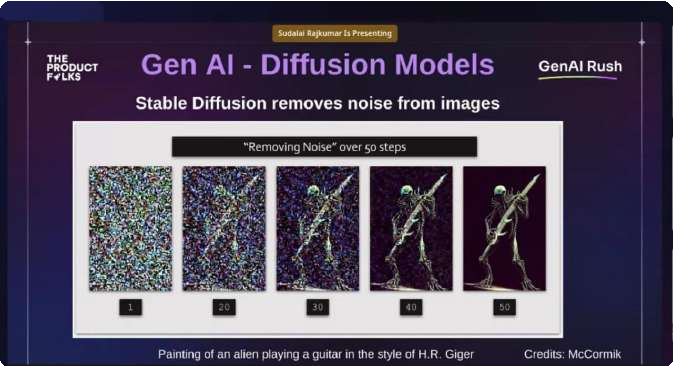 Sudalai Rajkumar Is Presenting
THE
PRODUCT
F✓LKS
Gen AI - Diffusion Models
GenAI Rush
Stable Diffusion removes noise from images
"Removing Noise" over 50 steps
1
20
30
40
50
Painting of an alien playing a guitar in the style of H.R. Giger
Credits: McCormik